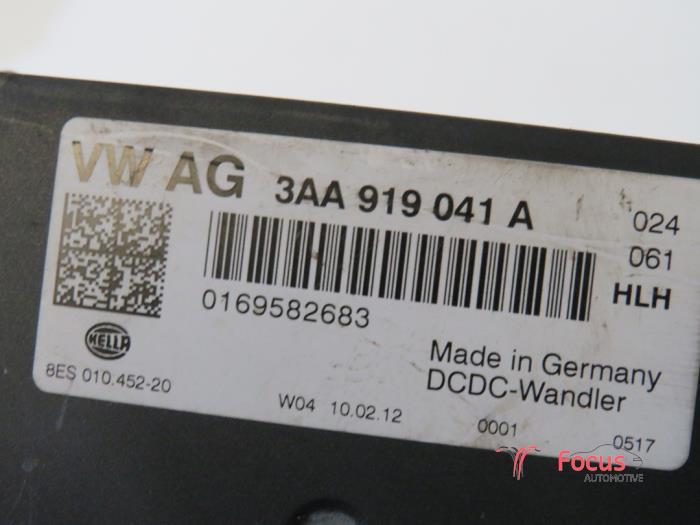 VW AG 3AA 919 041 A 024
061
HLH
0169582683
HELLA
8ES 010.452-20
Made in Germany
DCDC-Wandler
W04 10.02.12
0001 0517
Focus
AUTOMOTIVE